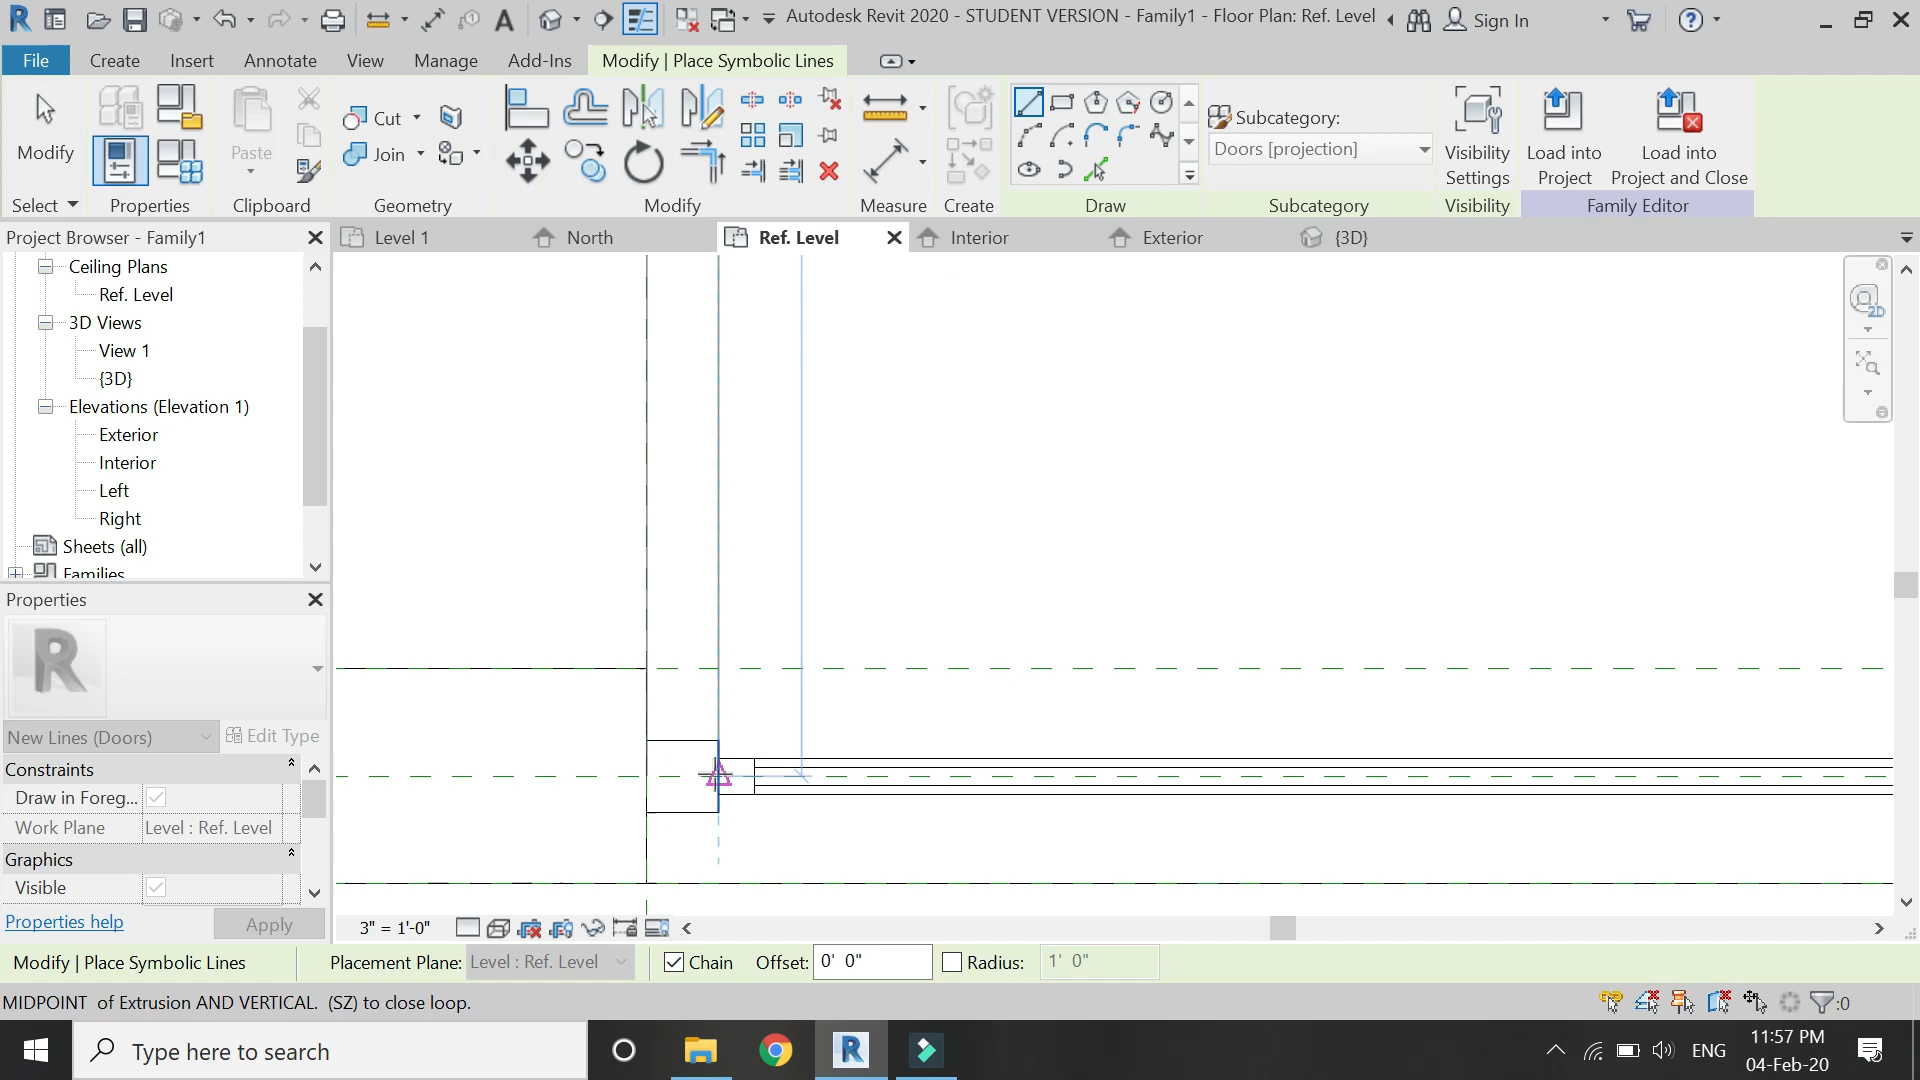 Autodesk Revit 2020 - STUDENT VERSION - Family1 - Floor Plan: Ref. Level
Sign In
File
Create
Insert
Annotate
View
Manage
Add-Ins
Modify | Place Symbolic Lines
Modify
Paste
Cut
Join
Subcategory:
Doors [projection]
Visibility
Settings
Load into
Project
Load into
Project and Close
Select
Properties
Clipboard
Geometry
Modify
Measure
Create
Draw
Subcategory
Visibility
Family Editor
Project Browser - Family1
Level 1
North
Ref. Level
Interior
Exterior
{3D}
Ceiling Plans
Ref. Level
3D Views
View 1
{3D}
Elevations (Elevation 1)
Exterior
Interior
Left
Right
Sheets (all)
Families
2D
Properties
R
New Lines (Doors)
Edit Type
Constraints
Draw in Foreg...
Work Plane
Level : Ref. Level
Graphics
Visible
Properties help
Apply
3" = 1'-0"
Modify | Place Symbolic Lines
Placement Plane:
Level : Ref. Level
Chain
Offset:
0' 0"
Radius:
1' 0"
MIDPOINT of Extrusion AND VERTICAL. (SZ) to close loop.
:0
Type here to search
ENG
11:57 PM
04-Feb-20